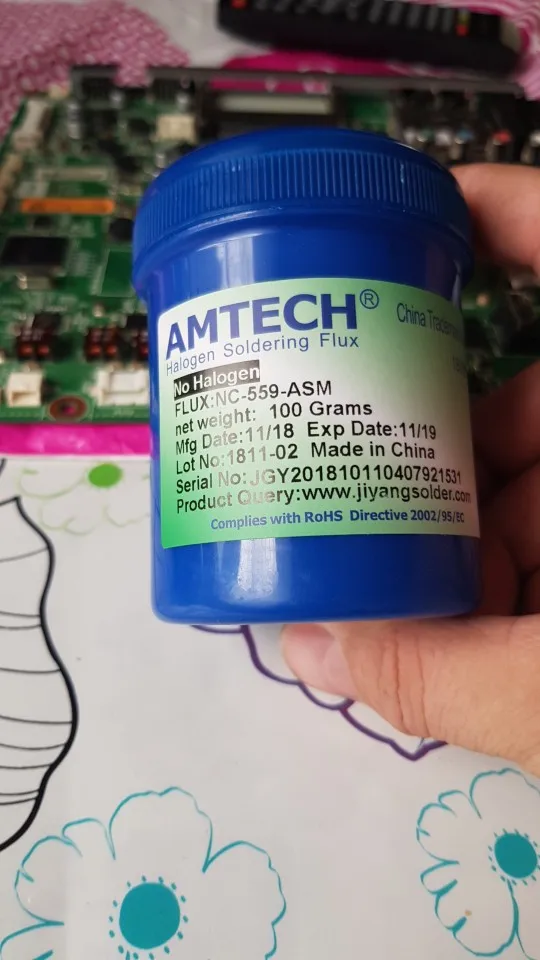 AMTECH®
Halogen Soldering Flux
China
No Halogen
FLUX:NC-559-ASM
net weight: 100 Grams
Mfg Date:11/18 Exp Date:11/19
Lot No:1811-02 Made in China
Serial No:JGY201810110407921531
Product Query:www.jiyangsolder.com
Complies with RoHS Directive 2002/95/EC